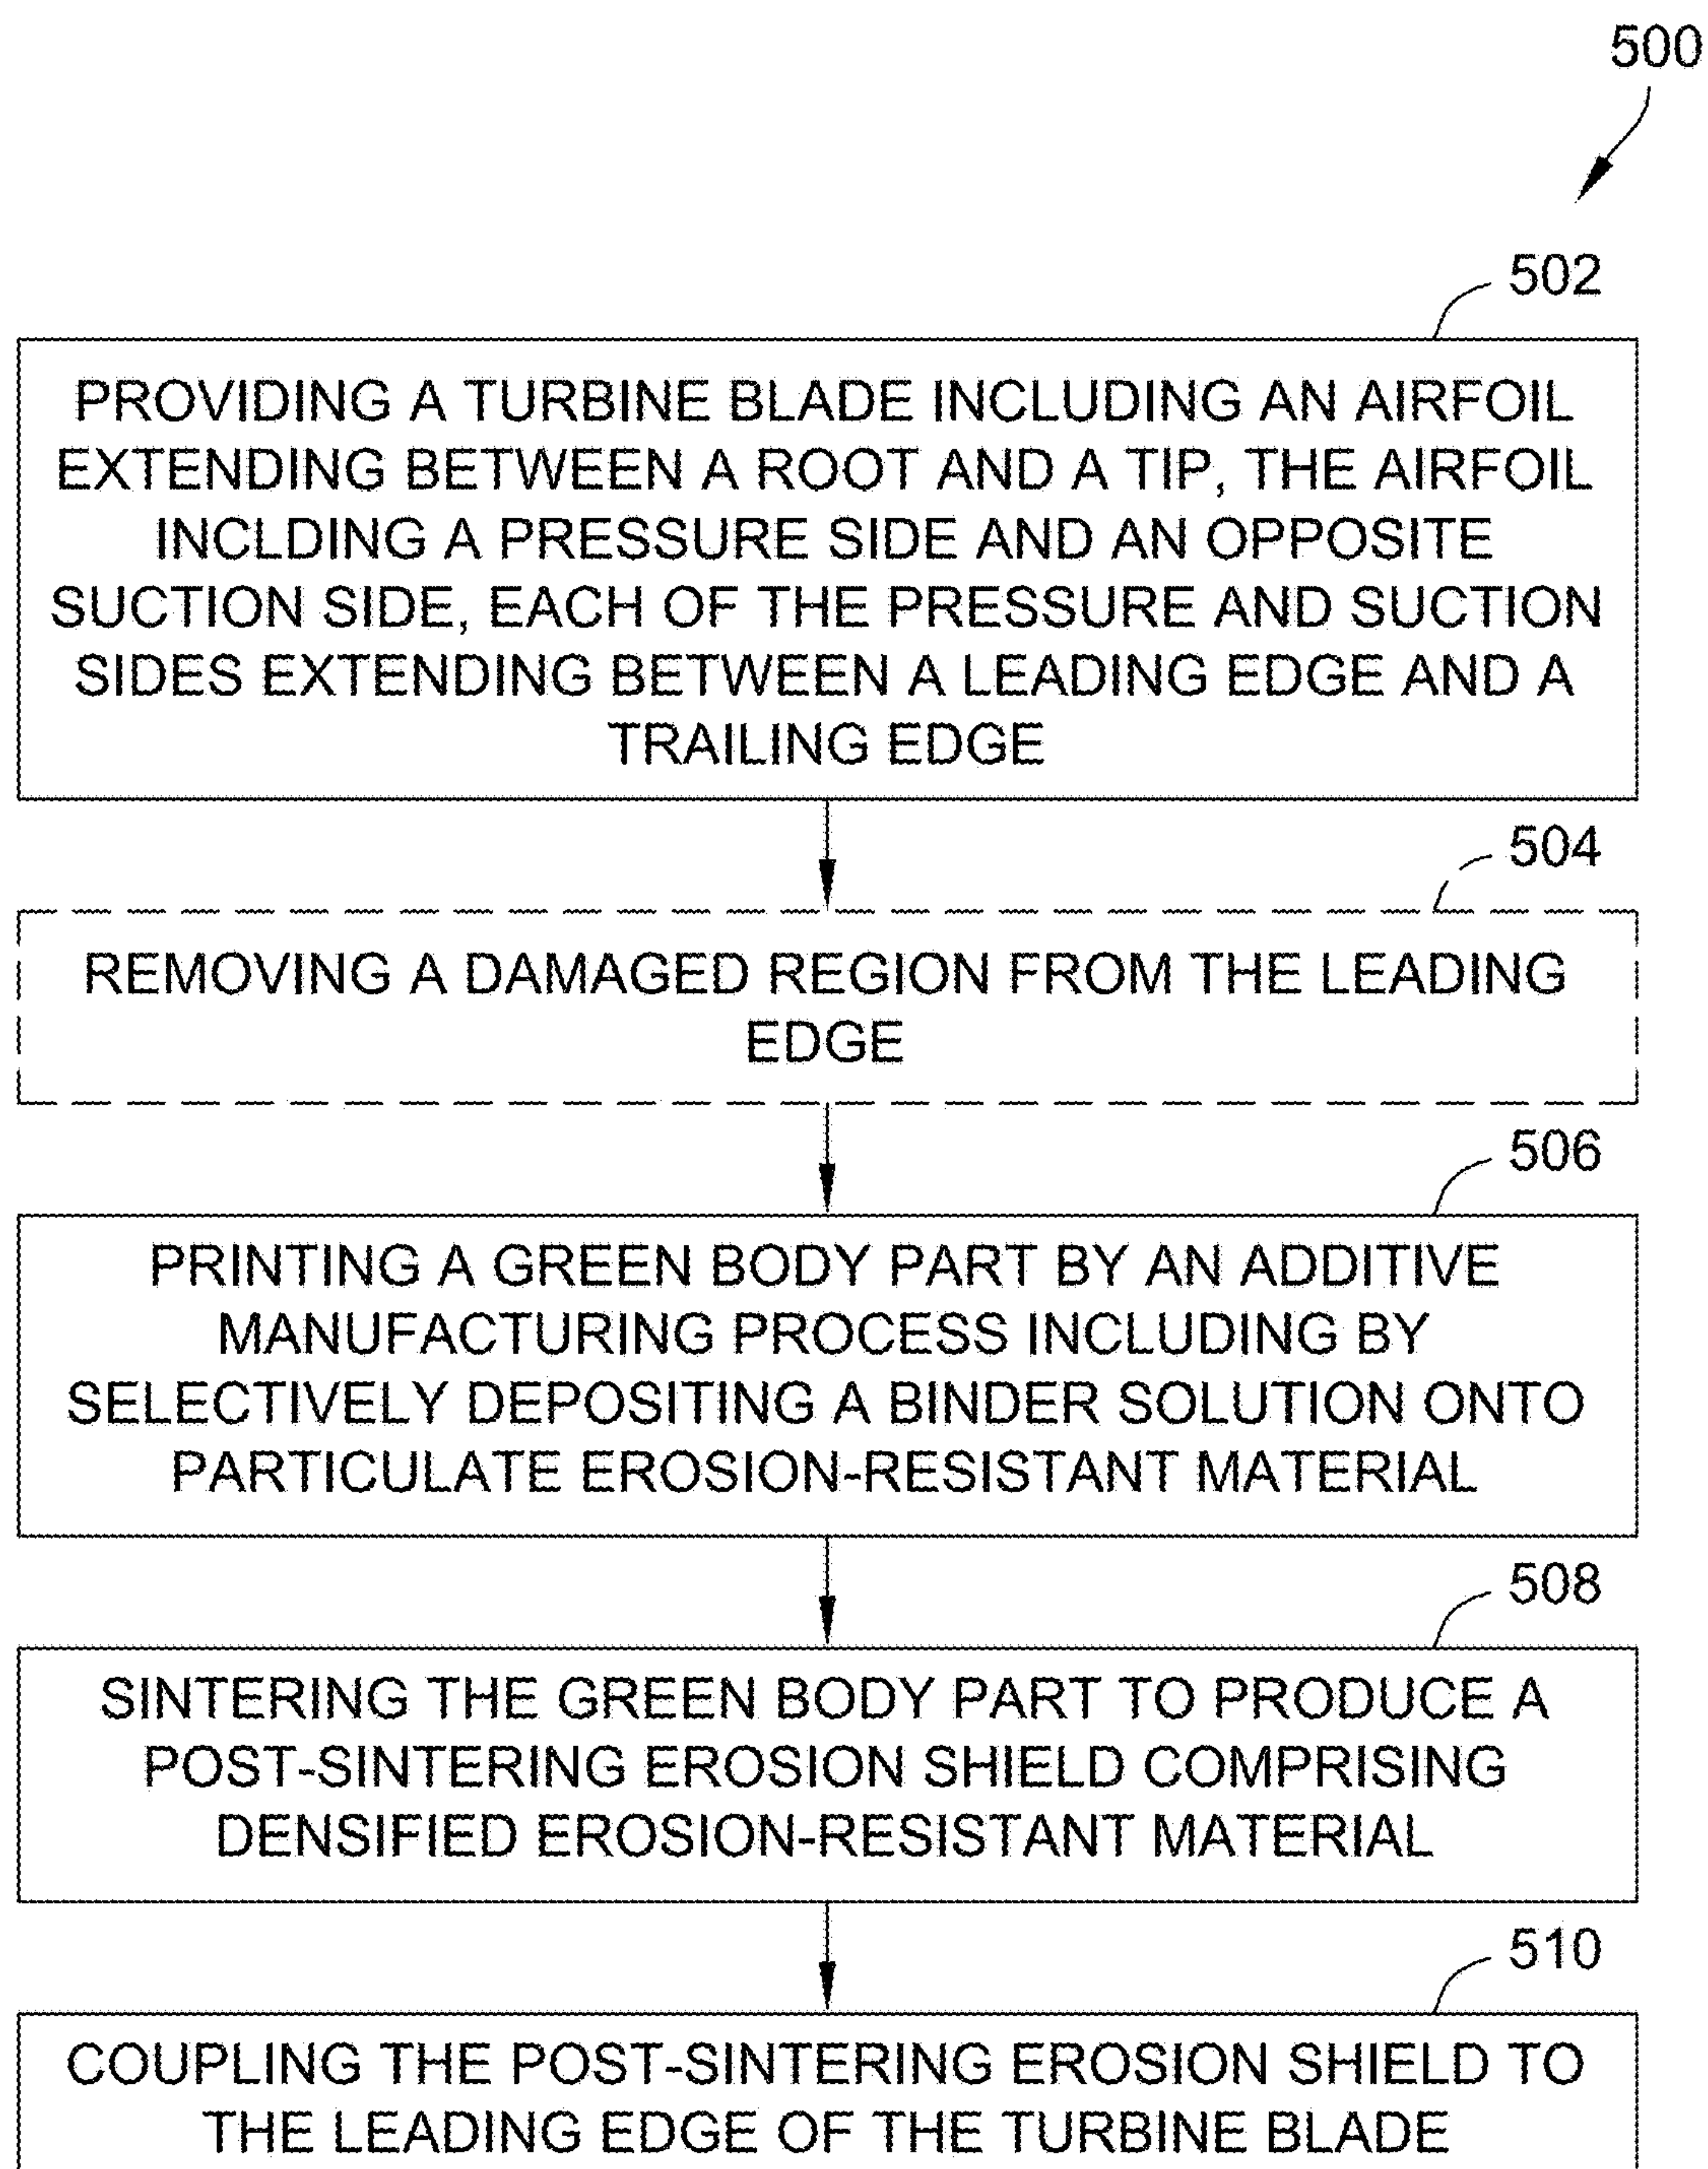 500
502
PROVIDING A TURBINE BLADE INCLUDING AN AIRFOIL
EXTENDING BETWEEN A ROOT AND A TIP, THE AIRFOIL
INCLDING A PRESSURE SIDE AND AN OPPOSITE
SUCTION SIDE, EACH OF THE PRESSURE AND SUCTION
SIDES EXTENDING BETWEEN A LEADING EDGE AND A
TRAILING EDGE
504
REMOVING A DAMAGED REGION FROM THE LEADING
EDGE
506
PRINTING A GREEN BODY PART BY AN ADDITIVE
MANUFACTURING PROCESS INCLUDING BY
SELECTIVELY DEPOSITING A BINDER SOLUTION ONTO
PARTICULATE EROSION-RESISTANT MATERIAL
508
SINTERING THE GREEN BODY PART TO PRODUCE A
POST-SINTERING EROSION SHIELD COMPRISING
DENSIFIED EROSION-RESISTANT MATERIAL
510
COUPLING THE POST-SINTERING EROSION SHIELD TO
THE LEADING EDGE OF THE TURBINE BLADE